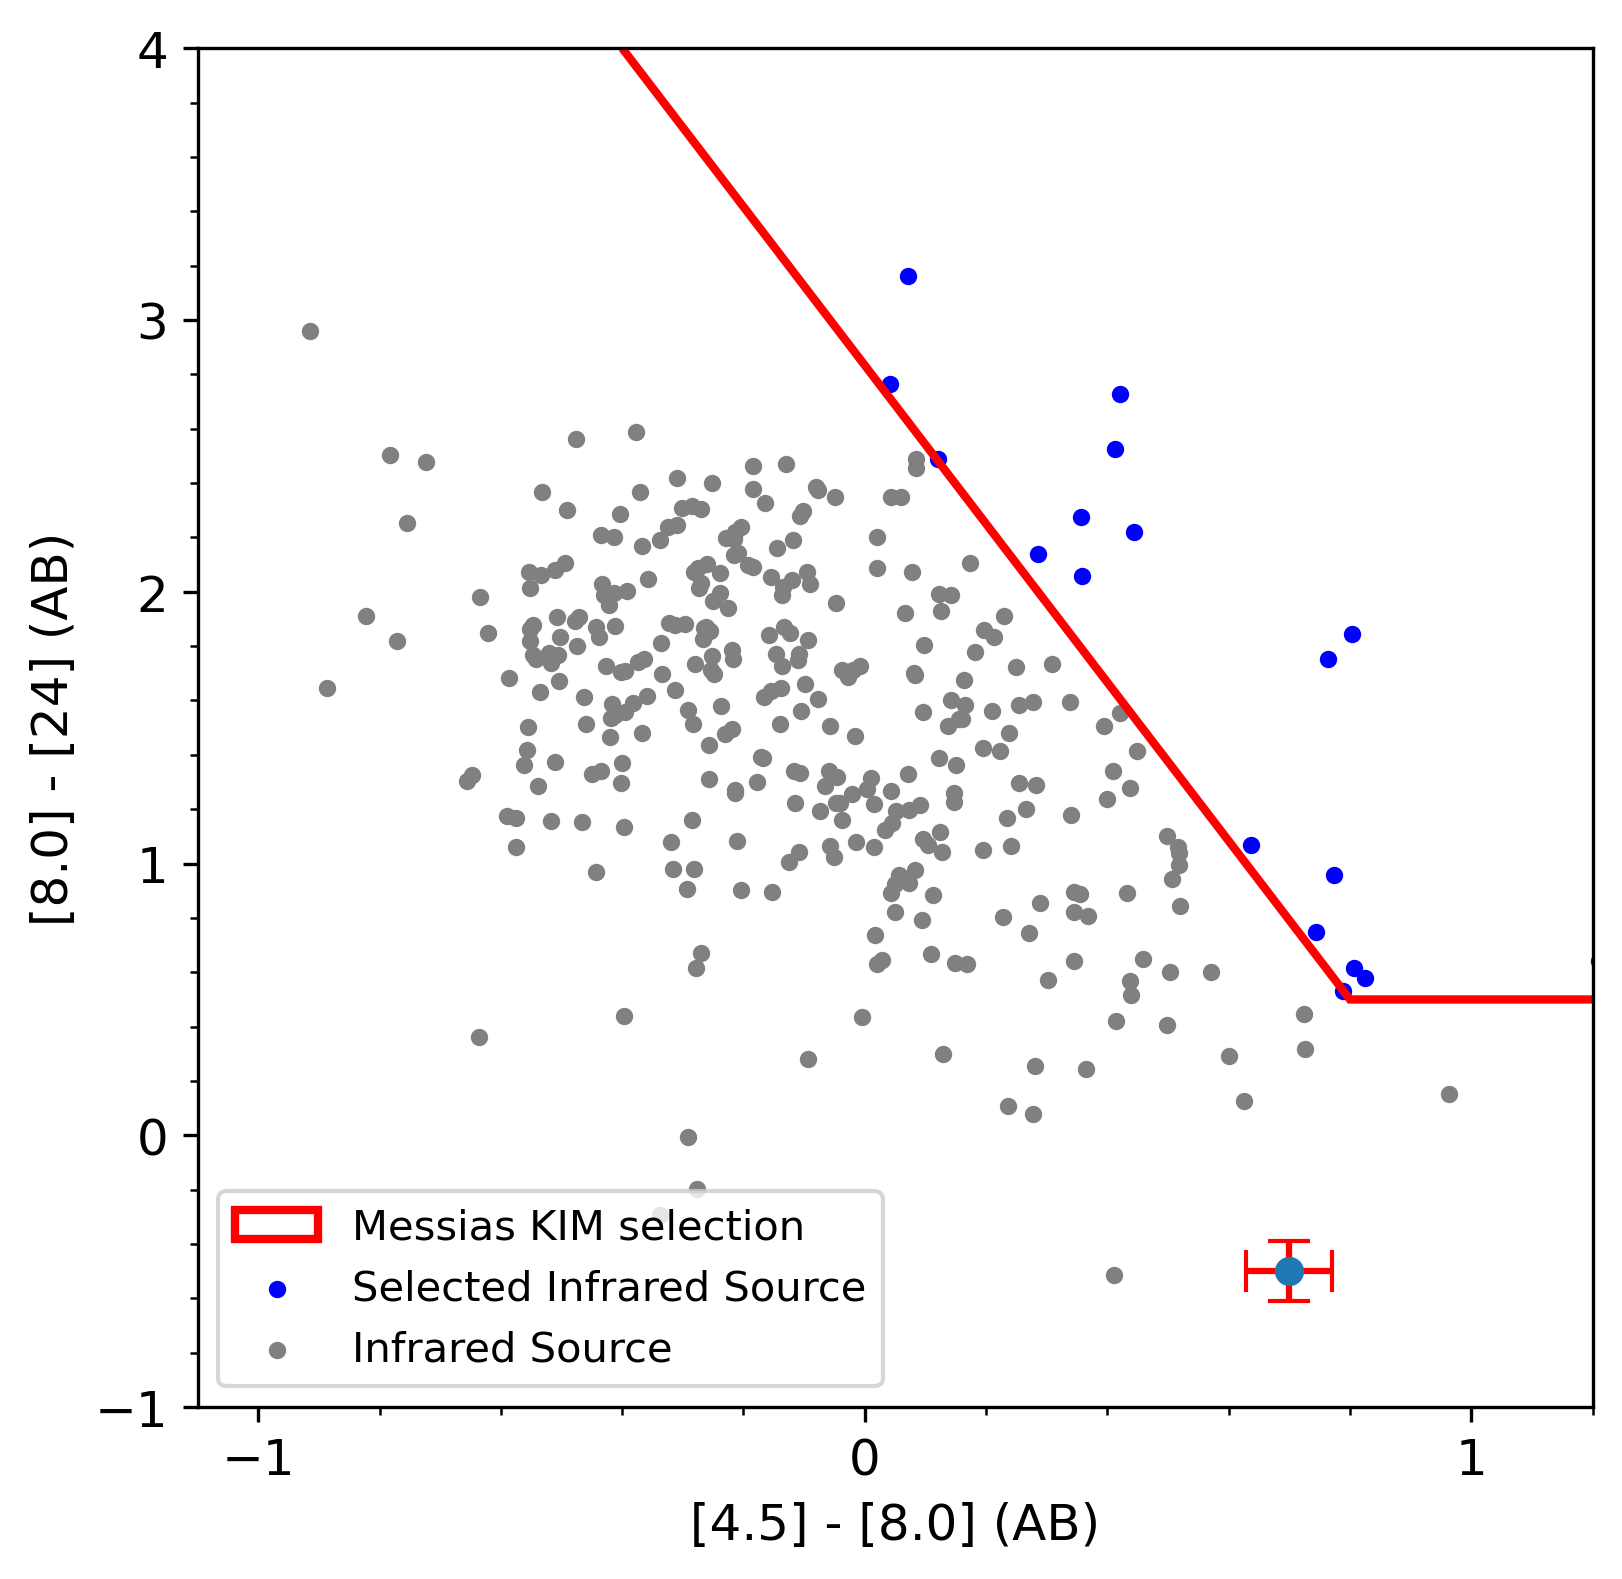 4
3
2
1
0
−1
[8.0] - [24] (AB)
Messias KIM selection
Selected Infrared Source
Infrared Source
−1 0 1
[4.5] - [8.0] (AB)